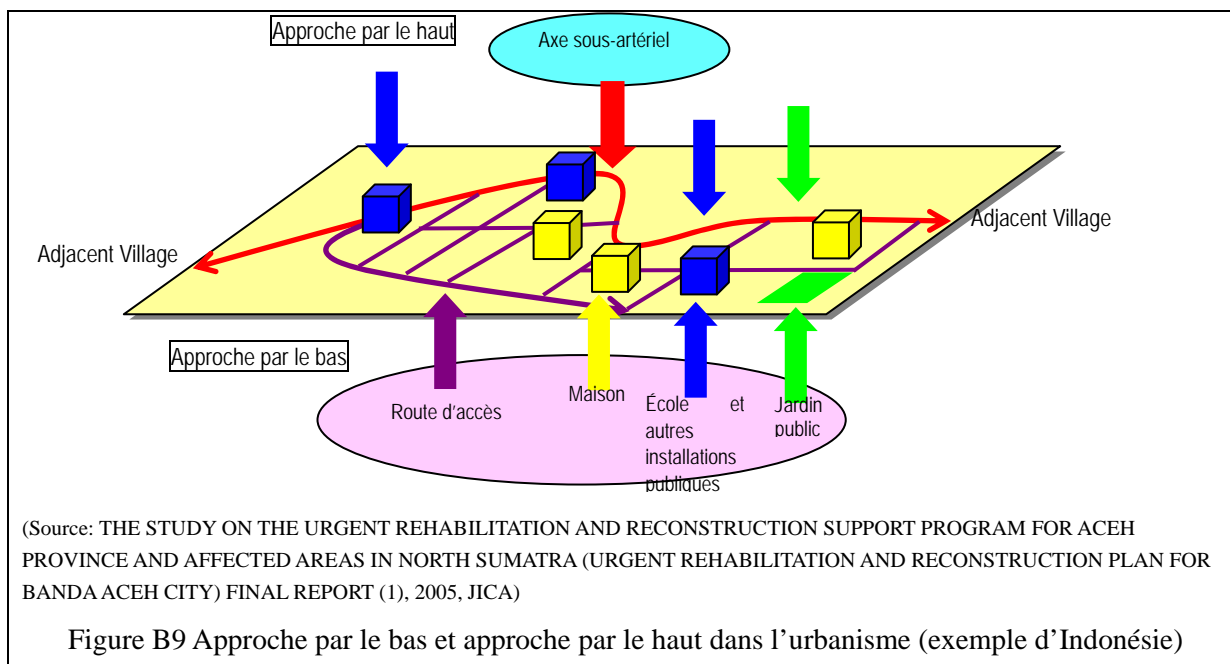 Approche par le haut
Axe sous-artériel
Adjacent Village
Adjacent Village
Approche par le bas
Route d'accès
Maison
École et
autres
installations
publiques
Jardin
public
(Source: THE STUDY ON THE URGENT REHABILITATION AND RECONSTRUCTION SUPPORT PROGRAM FOR ACEH
PROVINCE AND AFFECTED AREAS IN NORTH SUMATRA (URGENT REHABILITATION AND RECONSTRUCTION PLAN FOR
BANDA ACEH CITY) FINAL REPORT (1), 2005, JICA)
Figure B9 Approche par le bas et approche par le haut dans l'urbanisme (exemple d'Indonésie)